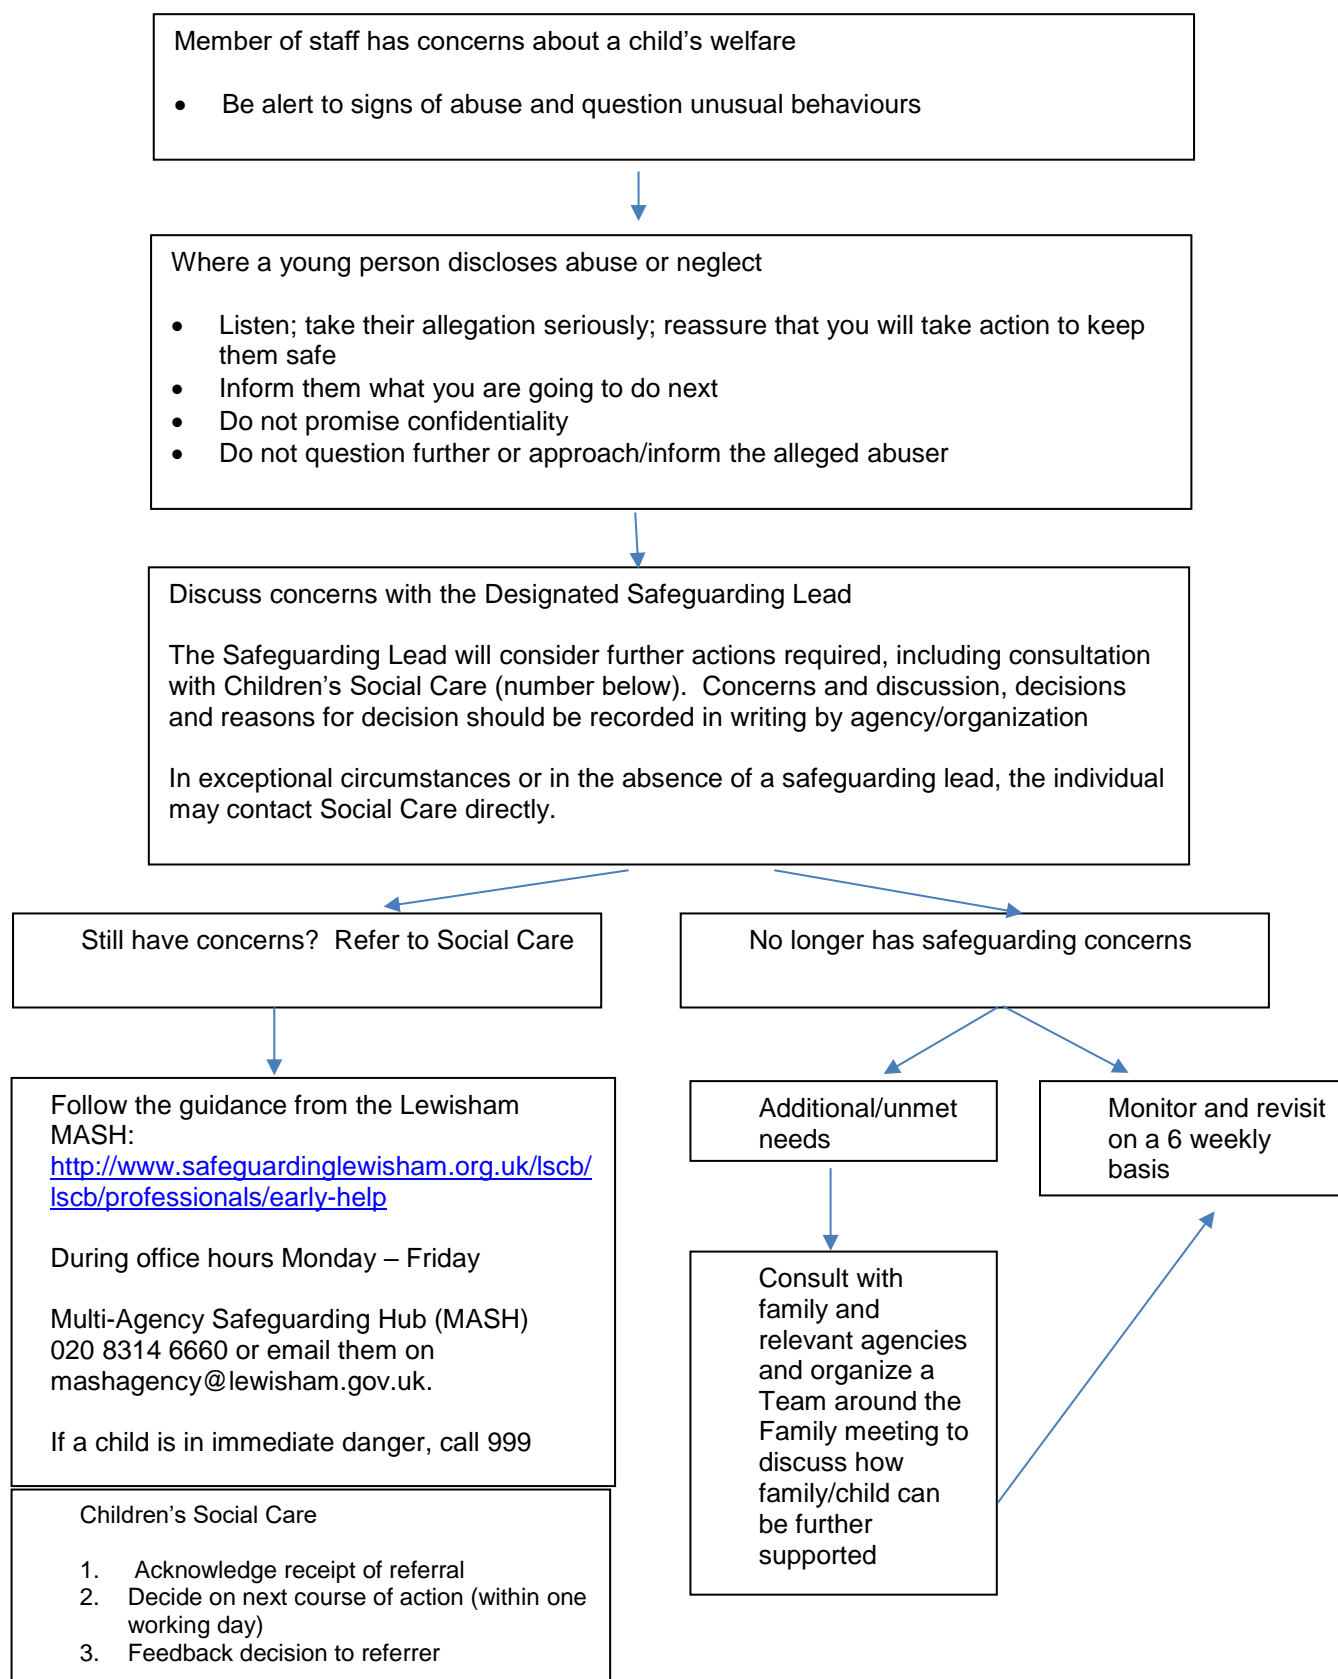 Member of staff has concerns about a child’s welfare
• Be alert to signs of abuse and question unusual behaviours
Where a young person discloses abuse or neglect
• Listen; take their allegation seriously; reassure that you will take action to keep
them safe
• Inform them what you are going to do next
• Do not promise confidentiality
• Do not question further or approach/inform the alleged abuser
Discuss concerns with the Designated Safeguarding Lead
The Safeguarding Lead will consider further actions required, including consultation
with Children’s Social Care (number below).  Concerns and discussion, decisions
and reasons for decision should be recorded in writing by agency/organization
In exceptional circumstances or in the absence of a safeguarding lead, the individual
may contact Social Care directly.
Still have concerns?  Refer to Social Care
No longer has safeguarding concerns
Follow the guidance from the Lewisham
MASH:
http://www.safeguardinglewisham.org.uk/lscb/
lscb/professionals/early-help
During office hours Monday – Friday
Multi-Agency Safeguarding Hub (MASH)
020 8314 6660 or email them on
mashagency@lewisham.gov.uk.
If a child is in immediate danger, call 999
Children’s Social Care
1. Acknowledge receipt of referral
2. Decide on next course of action (within one
working day)
3. Feedback decision to referrer
Additional/unmet
needs
Monitor and revisit
on a 6 weekly
basis
Consult with
family and
relevant agencies
and organize a
Team around the
Family meeting to
discuss how
family/child can
be further
supported